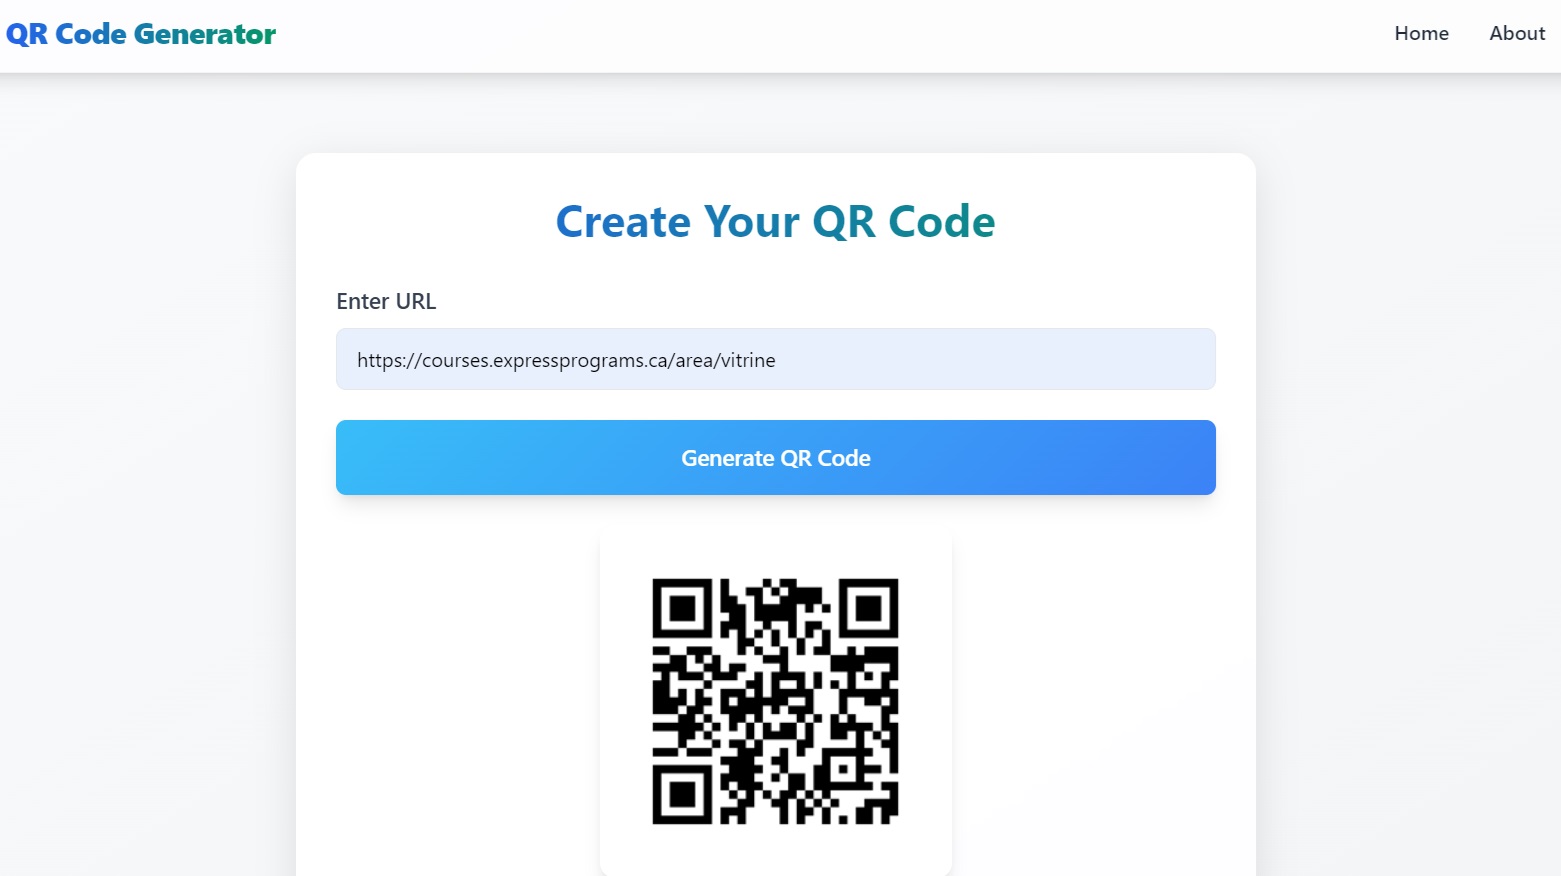 QR Code Generator
Home
About
Create Your QR Code
Enter URL
https://courses.expressprograms.ca/area/vitrine
Generate QR Code